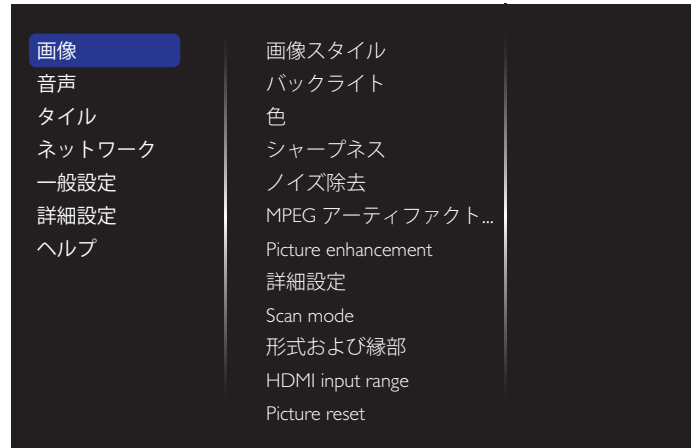 画像
音声
タイル
ネットワーク
一般設定
詳細設定
ヘルプ
画像スタイル
バックライト
色
シャープネス
ノイズ除去
MPEG アーティファクト...
Picture enhancement
詳細設定
Scan mode
形式および縁部
HDMI input range
Picture reset